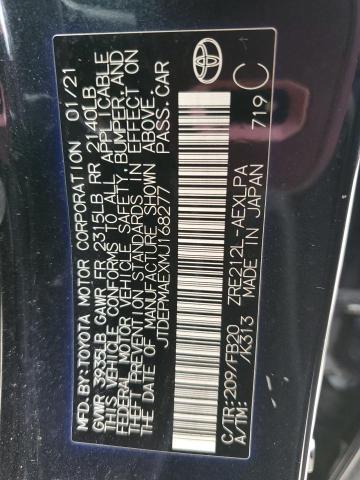 MFD.BY: TOYOTA MOTOR CORPORATION 01/21
GVWR 3935LB GAWR FR 2315LB RR 2140LB
THIS VEHICLE CONFORMS TO ALL APPLICABLE
FEDERAL MOTOR VEHICLE SAFETY, BUMPER, AND
THEFT PREVENTION STANDARDS IN EFFECT ON
THE DATE OF MANUFACTURE SHOWN ABOVE.
JTDEPMAEXMJ168277 PASS.CAR
C/TR:209/FB20 ZRE212L-AEXLPA
A/TM: /K313 MADE IN JAPAN 719 C